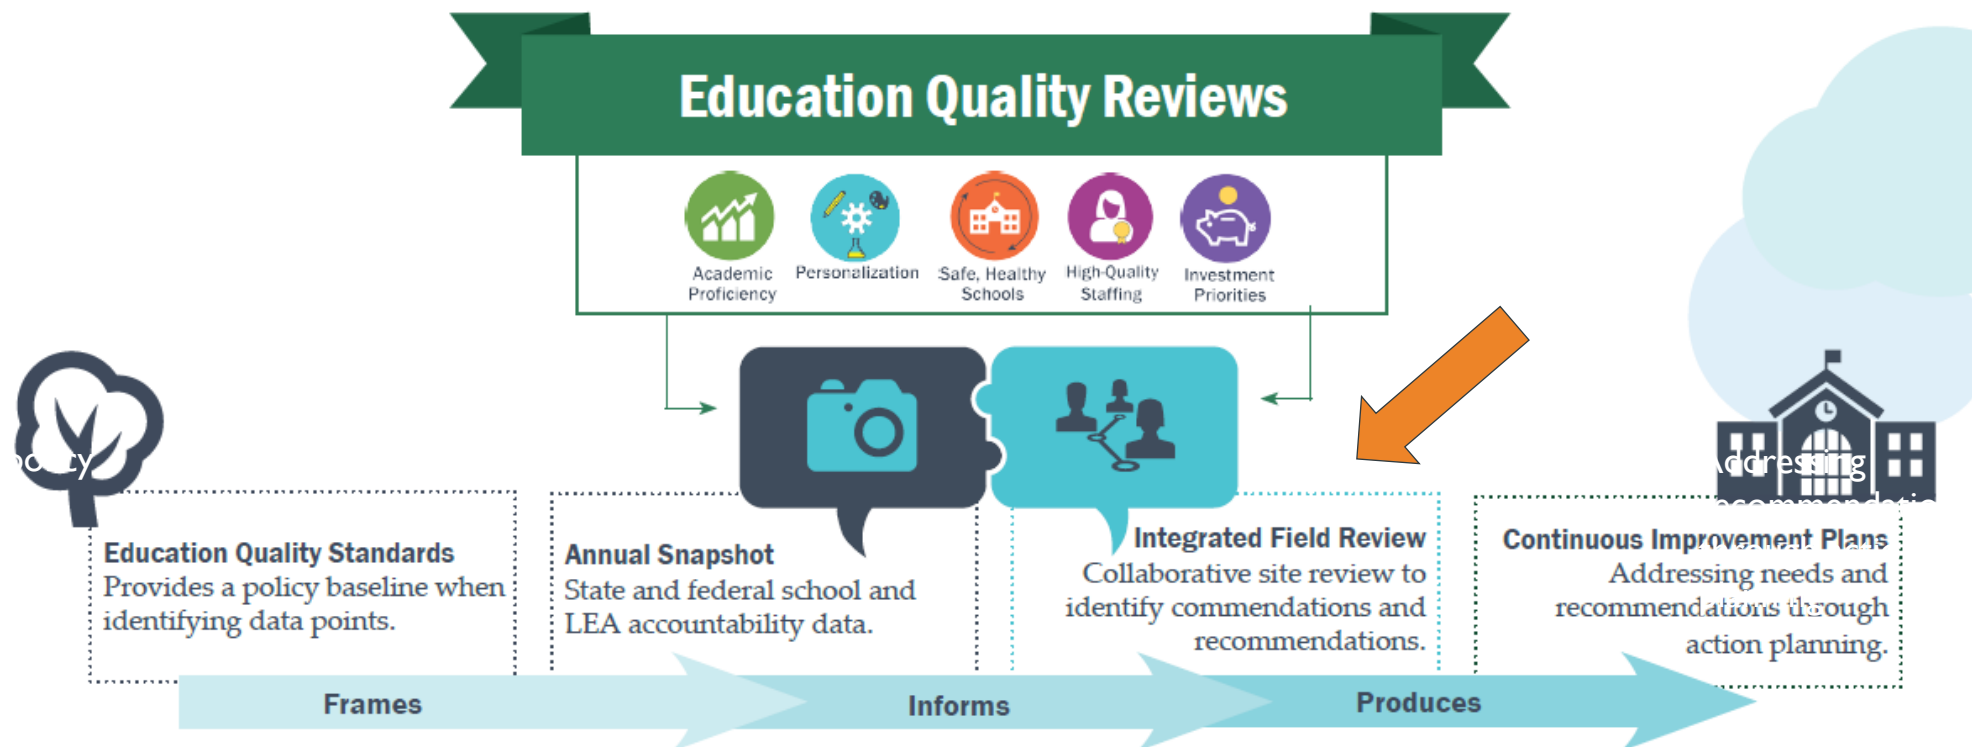 Education Quality Reviews
Academic
Proficiency
Personalization
Safe, Healthy
Schools
High-Quality
Staffing
Investment
Priorities
policy
Addressing
Education Quality Standards
Provides a policy baseline when
identifying data points.
Annual Snapshot
State and federal school and
LEA accountability data.
Integrated Field Review
Collaborative site review to
identify commendations and
recommendations.
Continuous Improvement Plans
Addressing needs and
recommendations through
action planning.
Frames
Informs
Produces